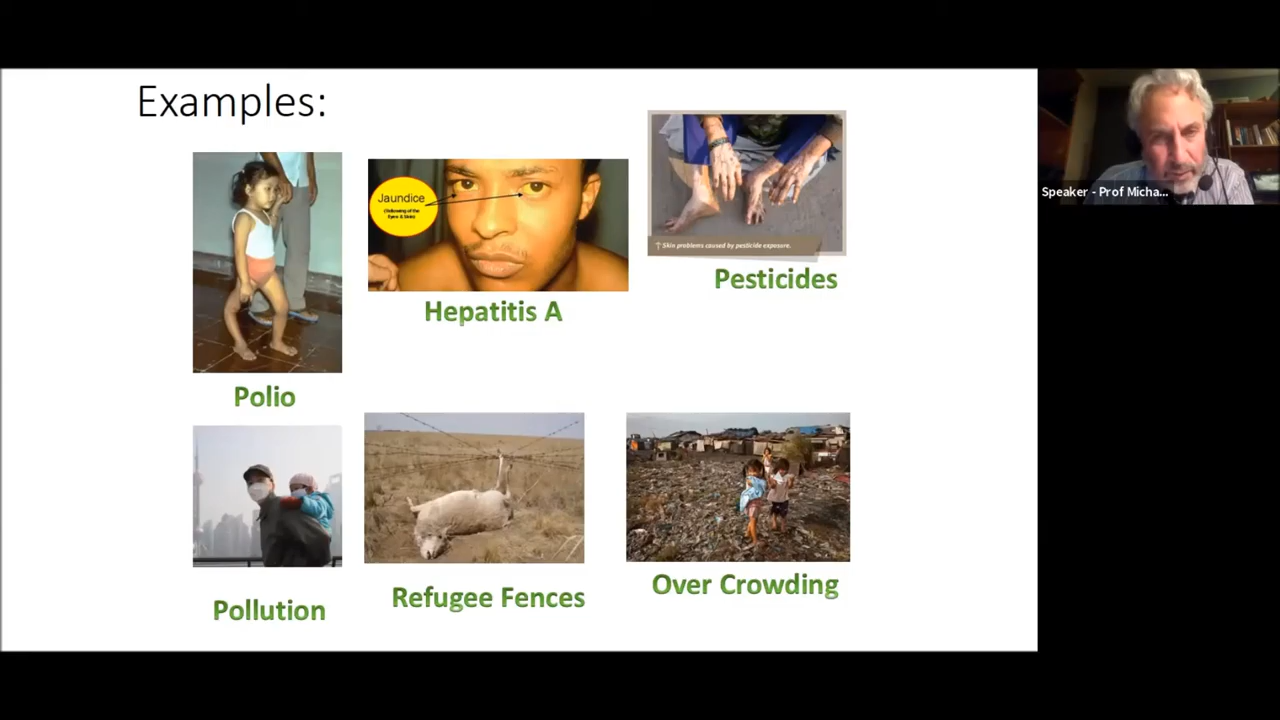 Examples:
Jaundice
(Yellowing of the
Eyes & Skin)
Skin problems caused by pesticide exposure.
Pesticides
Hepatitis A
Polio
Pollution
Refugee Fences
Over Crowding
Speaker - Prof Micha...